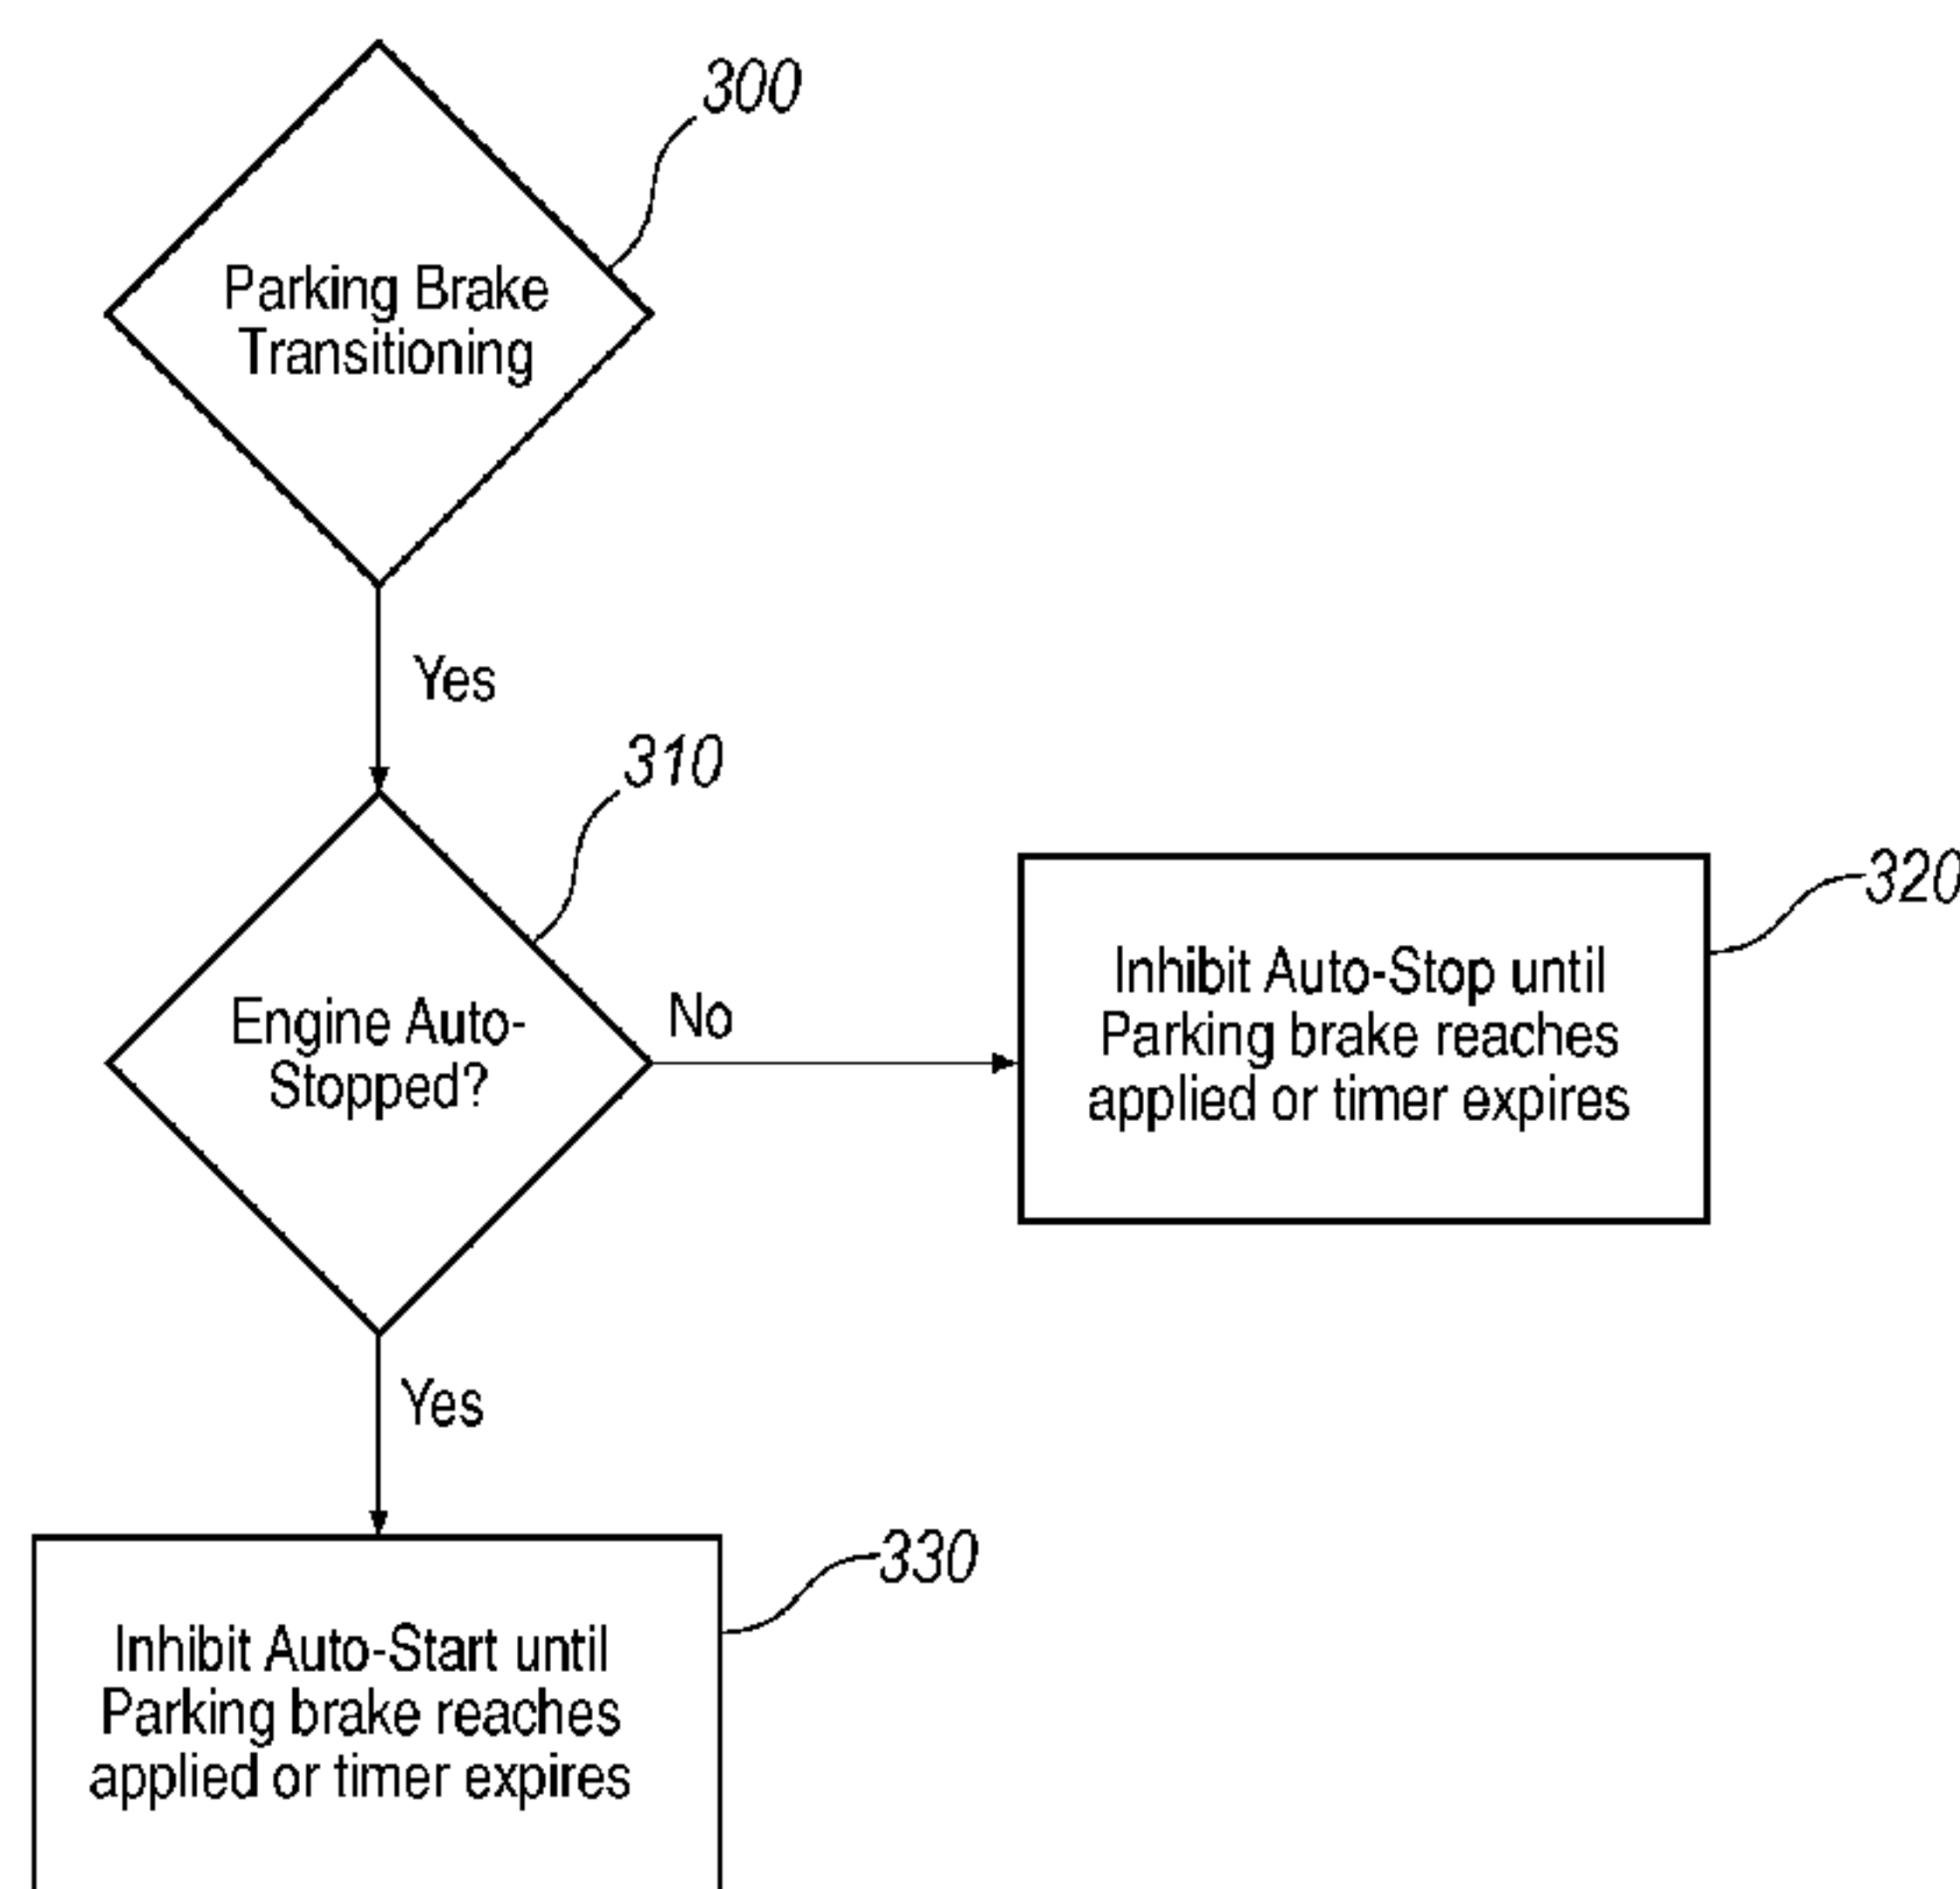 300
Parking Brake
Transitioning
Yes
310
Engine Auto-
Stopped?
No
320
Inhibit Auto-Stop until
Parking brake reaches
applied or timer expires
Yes
330
Inhibit Auto-Start until
Parking brake reaches
applied or timer expires